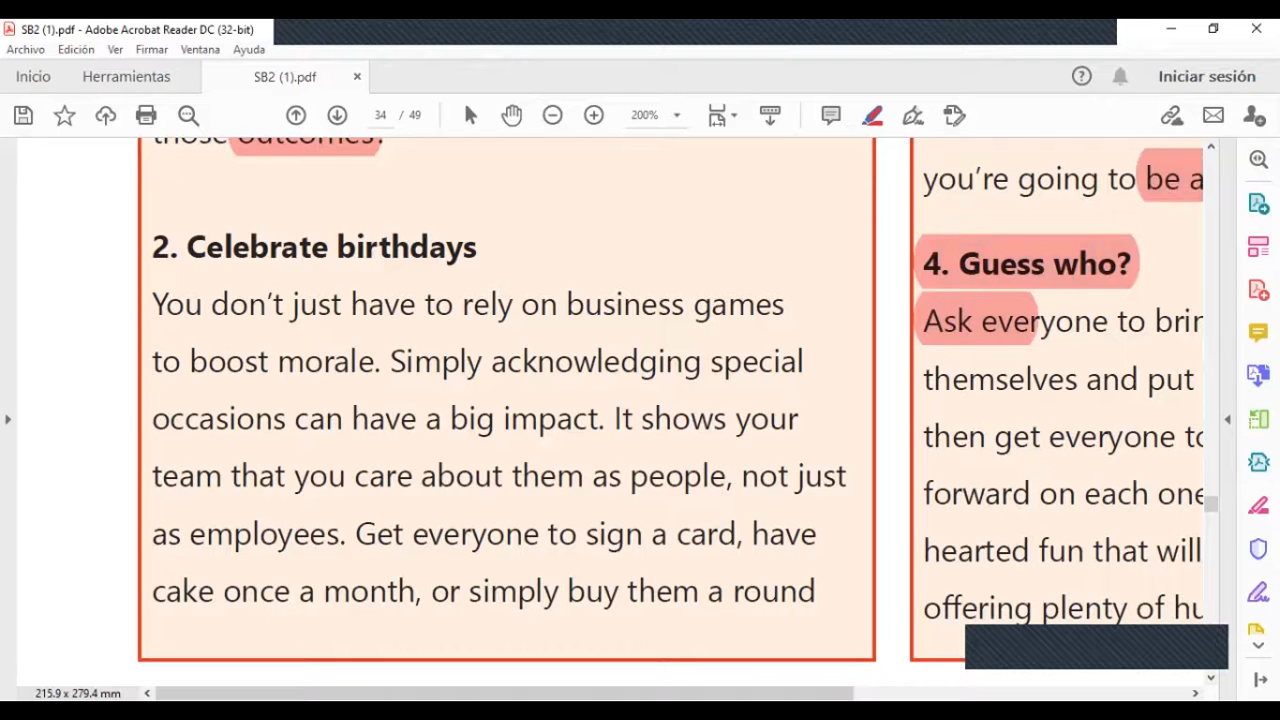 SB2 (1).pdf - Adobe Acrobat Reader DC (32-bit)
Archivo Edición Ver Firmar Ventana Ayuda
Inicio Herramientas SB2 (1).pdf × Iniciar sesión
34 / 49 200%
those outcomes?
2. Celebrate birthdays
You don't just have to rely on business games
to boost morale. Simply acknowledging special
occasions can have a big impact. It shows your
team that you care about them as people, not just
as employees. Get everyone to sign a card, have
cake once a month, or simply buy them a round
you're going to be a
4. Guess who?
Ask everyone to brin
themselves and put
then get everyone to
forward on each one
hearted fun that will
offering plenty of hu
215.9 x 279.4 mm